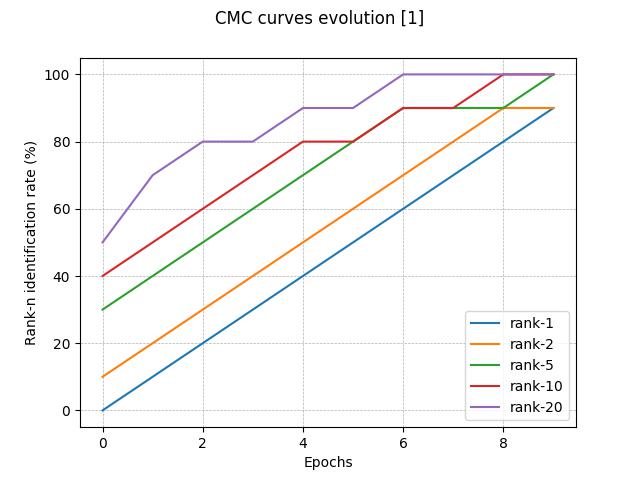 CMC curves evolution [1]
100
80
60
40
20
0
Rank-n identification rate (%)
rank-1
rank-2
rank-5
rank-10
rank-20
0 2 4 6 8
Epochs